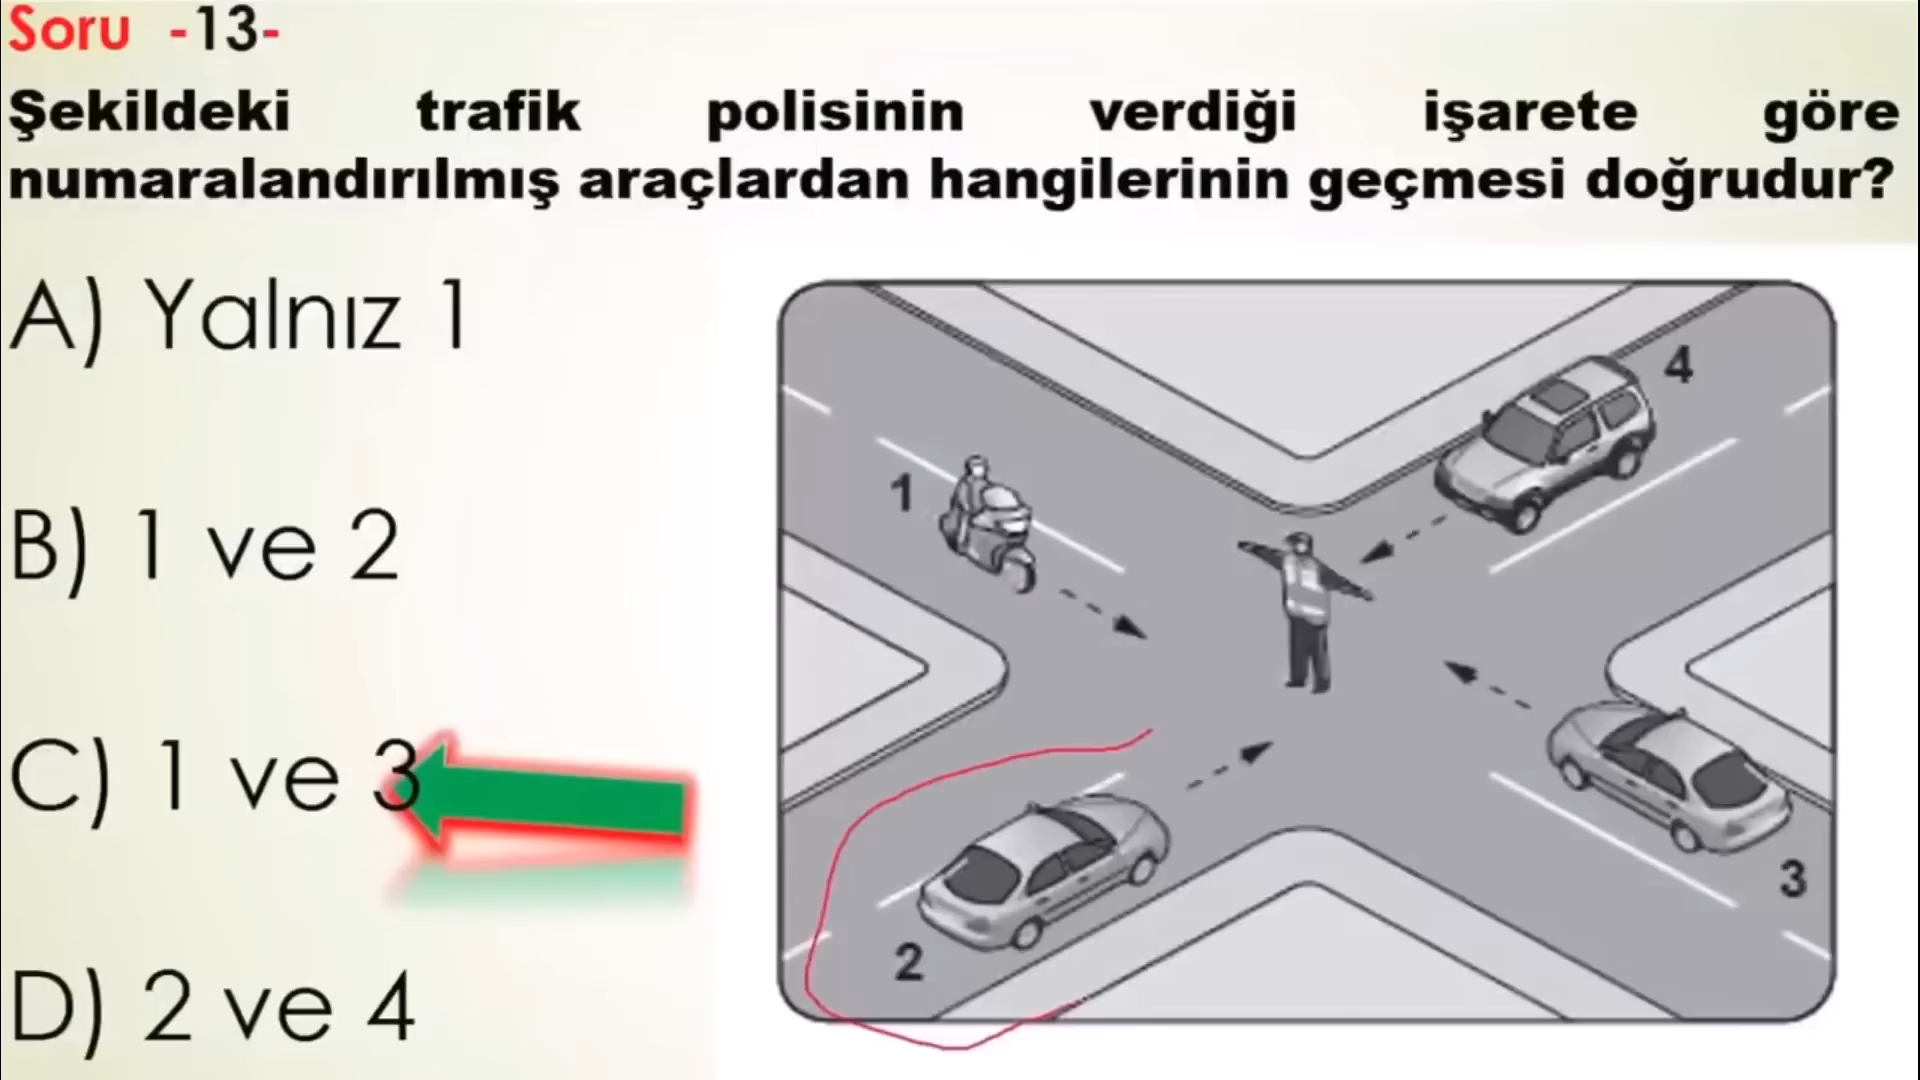 Soru -13-
Şekildeki trafik polisinin verdiği işarete göre
numaralandırılmış araçlardan hangilerinin geçmesi doğrudur?
A) Yalnız 1
B) 1 ve 2
C) 1 ve 3
D) 2 ve 4
4
1
3
2